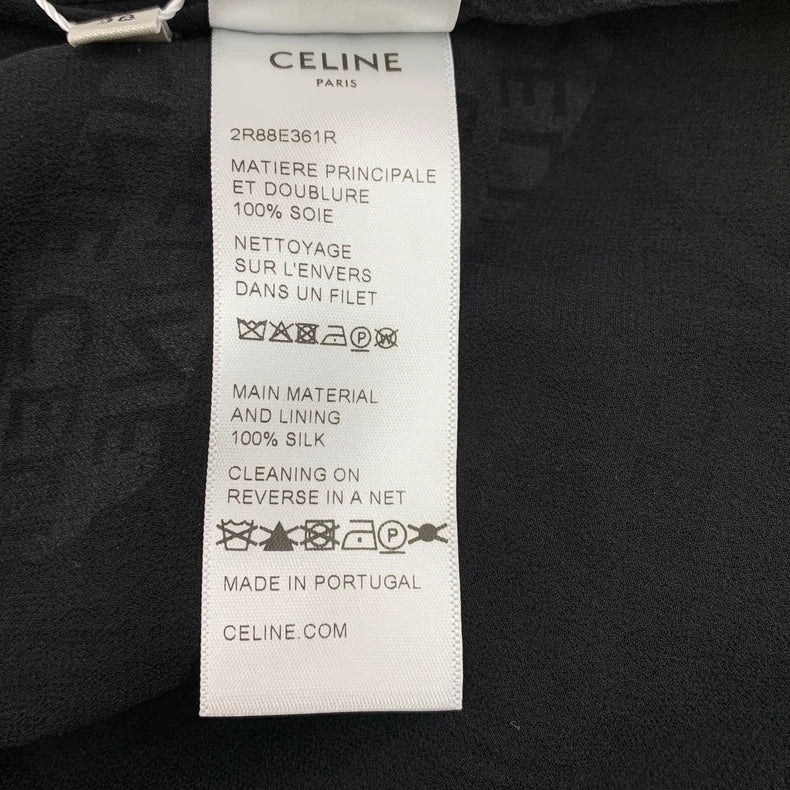 CELINE
PARIS
2R88E361R
MATIERE PRINCIPALE
ET DOUBLURE
100% SOIE
NETTOYAGE
SUR L'ENVERS
DANS UN FILET
P W
MAIN MATERIAL
AND LINING
100% SILK
CLEANING ON
REVERSE IN A NET
P
MADE IN PORTUGAL
CELINE.COM